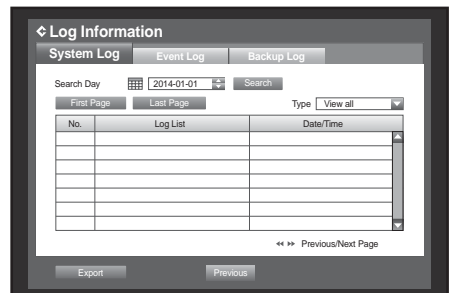 Log Information
System Log Event Log Backup Log
Search Day 2014-01-01 Search
First Page Last Page Type View all
No. Log List Date/Time
Previous/Next Page
Export Previous